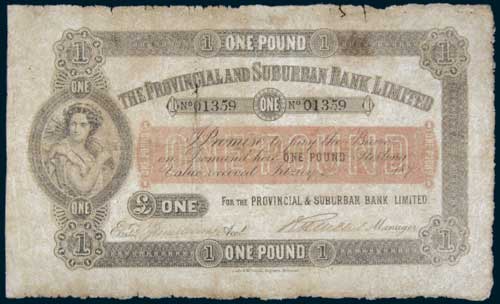 1 ONE POUND 1
THE PROVINCIAL AND SUBURBAN BANK LIMITED
No 01359 ONE No 01359
ONE
I Promise to pay the Bearer
on Demand here ONE POUND Sterling
Value received
£ ONE
FOR THE PROVINCIAL & SUBURBAN BANK LIMITED
Entd Acct Manager
ONE
1 ONE POUND 1